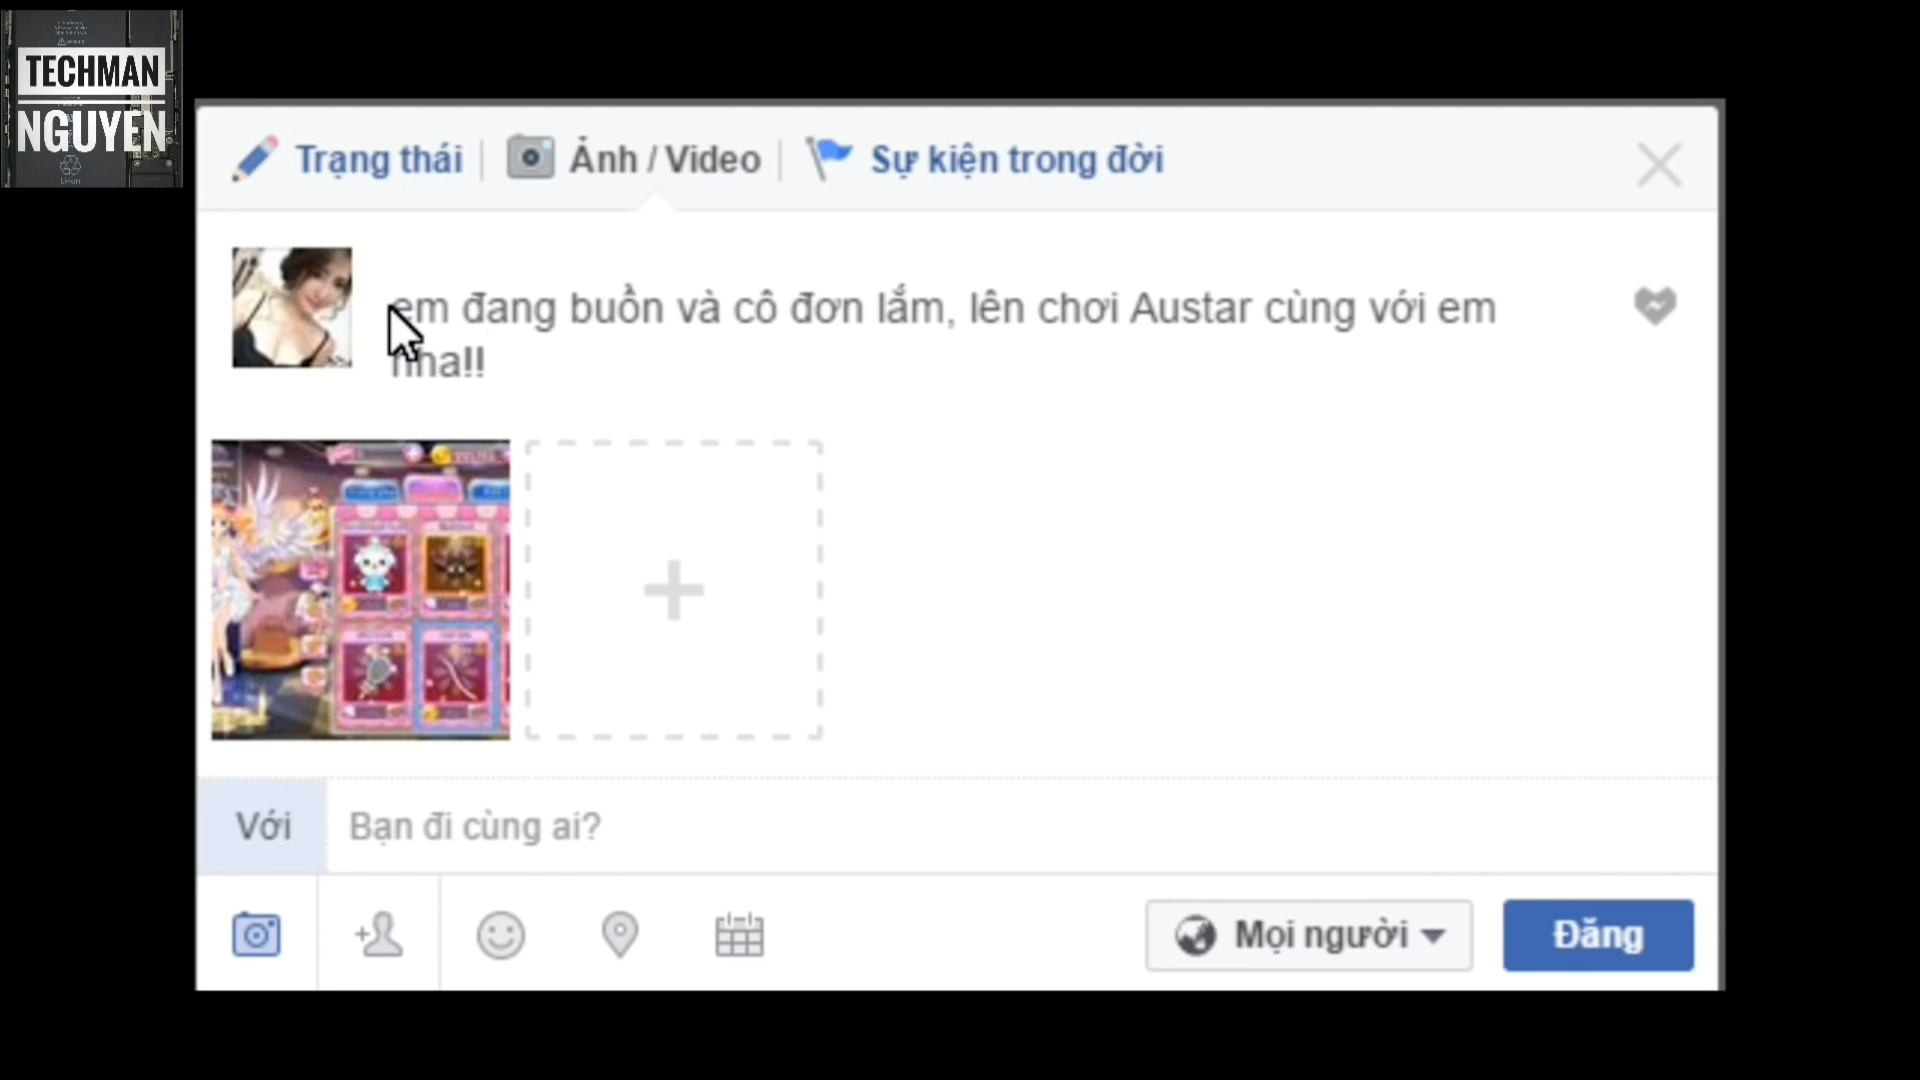 TECHMAN
NGUYEN
Trạng thái
Ảnh / Video
Sự kiện trong đời
em đang buồn và cô đơn lắm, lên chơi Austar cùng với em
nha!!
Với
Bạn đi cùng ai?
Mọi người
Đăng